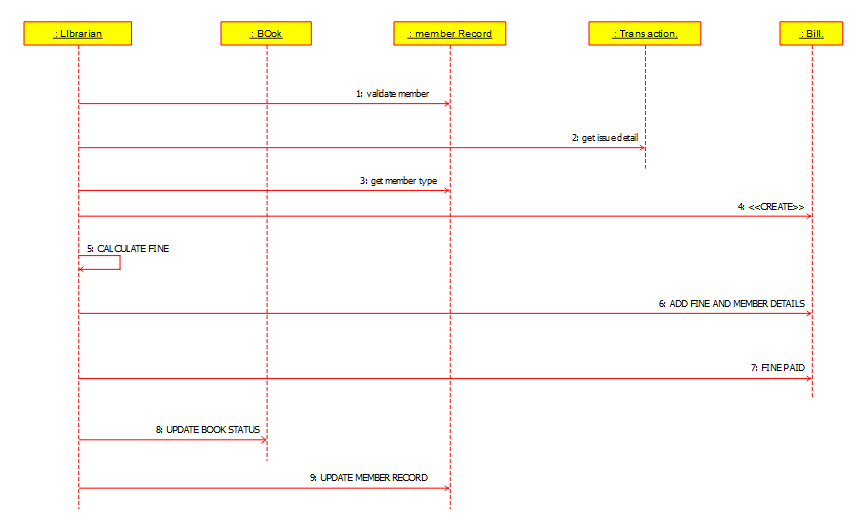 .: LIbrarian
.: BOok
.: member Record
.: Transaction.
.: Bill.
1: validate member
2: get issue detail
3: get member type
4: <<CREATE>>
5: CALCULATE FINE
6: ADD FINE AND MEMBER DETAILS
7: FINE PAID
8: UPDATE BOOK STATUS
9: UPDATE MEMBER RECORD